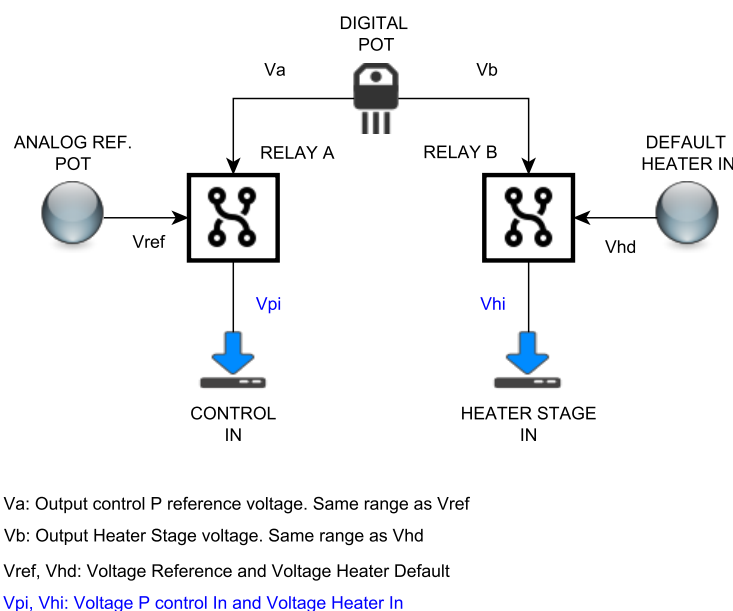 DIGITAL
POT
Va
Vb
ANALOG REF.
POT
RELAY A
RELAY B
DEFAULT
HEATER IN
Vref
Vhd
Vpi
Vhi
CONTROL
IN
HEATER STAGE
IN
Va: Output control P reference voltage. Same range as Vref
Vb: Output Heater Stage voltage. Same range as Vhd
Vref, Vhd: Voltage Reference and Voltage Heater Default
Vpi, Vhi: Voltage P control In and Voltage Heater In